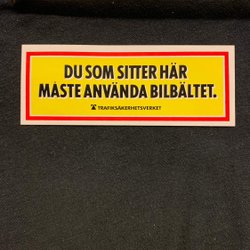 DU SOM SITTER HÄR
MÅSTE ANVÄNDA BILBÄLTET.
TRAFIKSÄKERHETSVERKET